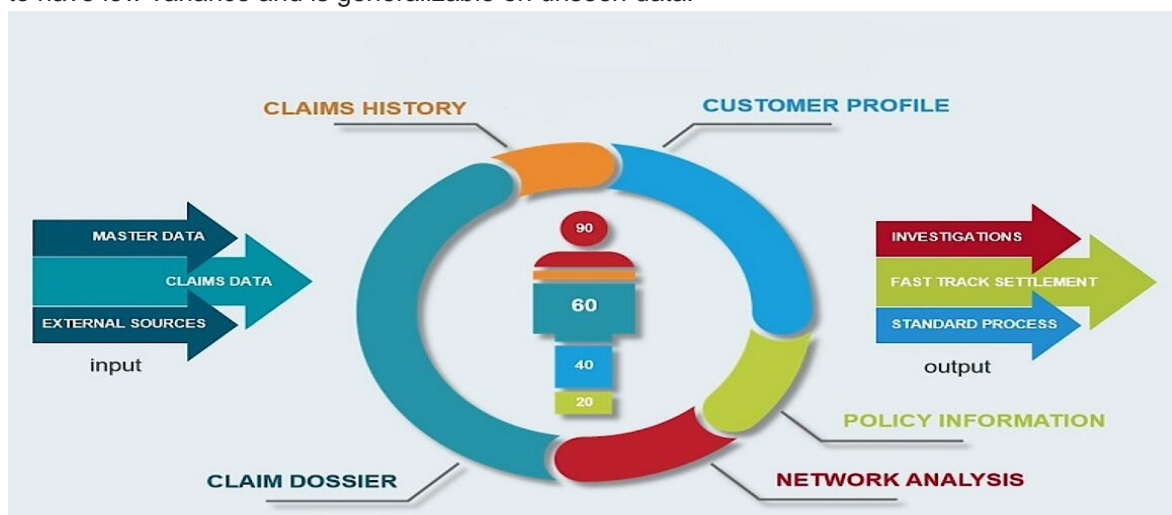 to have low variance and is generalizable on unseen data.
CLAIMS HISTORY
CUSTOMER PROFILE
MASTER DATA
CLAIMS DATA
EXTERNAL SOURCES
input
90
60
40
20
INVESTIGATIONS
FAST TRACK SETTLEMENT
STANDARD PROCESS
output
POLICY INFORMATION
NETWORK ANALYSIS
CLAIM DOSSIER